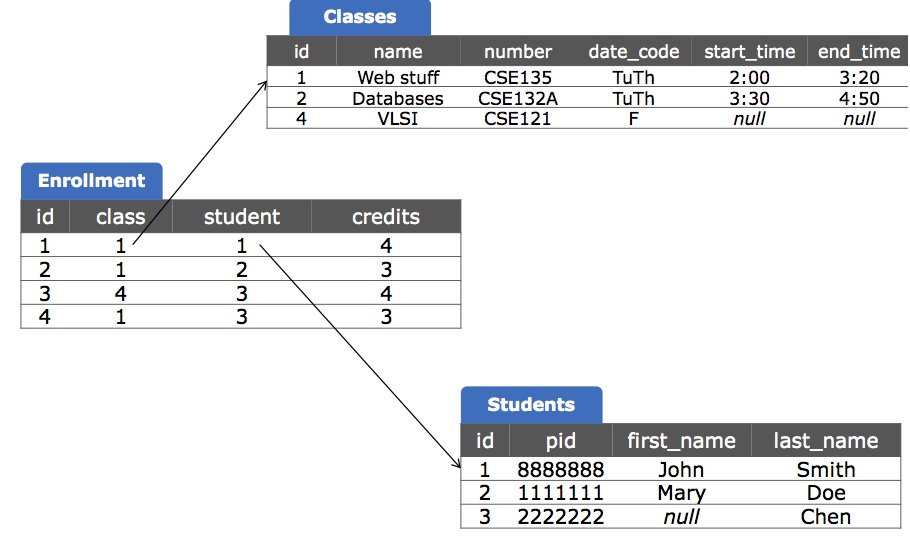 Classes
id name number date_code start_time end_time
1 Web stuff CSE135 TuTh 2:00 3:20
2 Databases CSE132A TuTh 3:30 4:50
4 VLSI CSE121 F null null
Enrollment
id class student credits
1 1 1 4
2 1 2 3
3 4 3 4
4 1 3 3
Students
id pid first_name last_name
1 8888888 John Smith
2 1111111 Mary Doe
3 2222222 null Chen